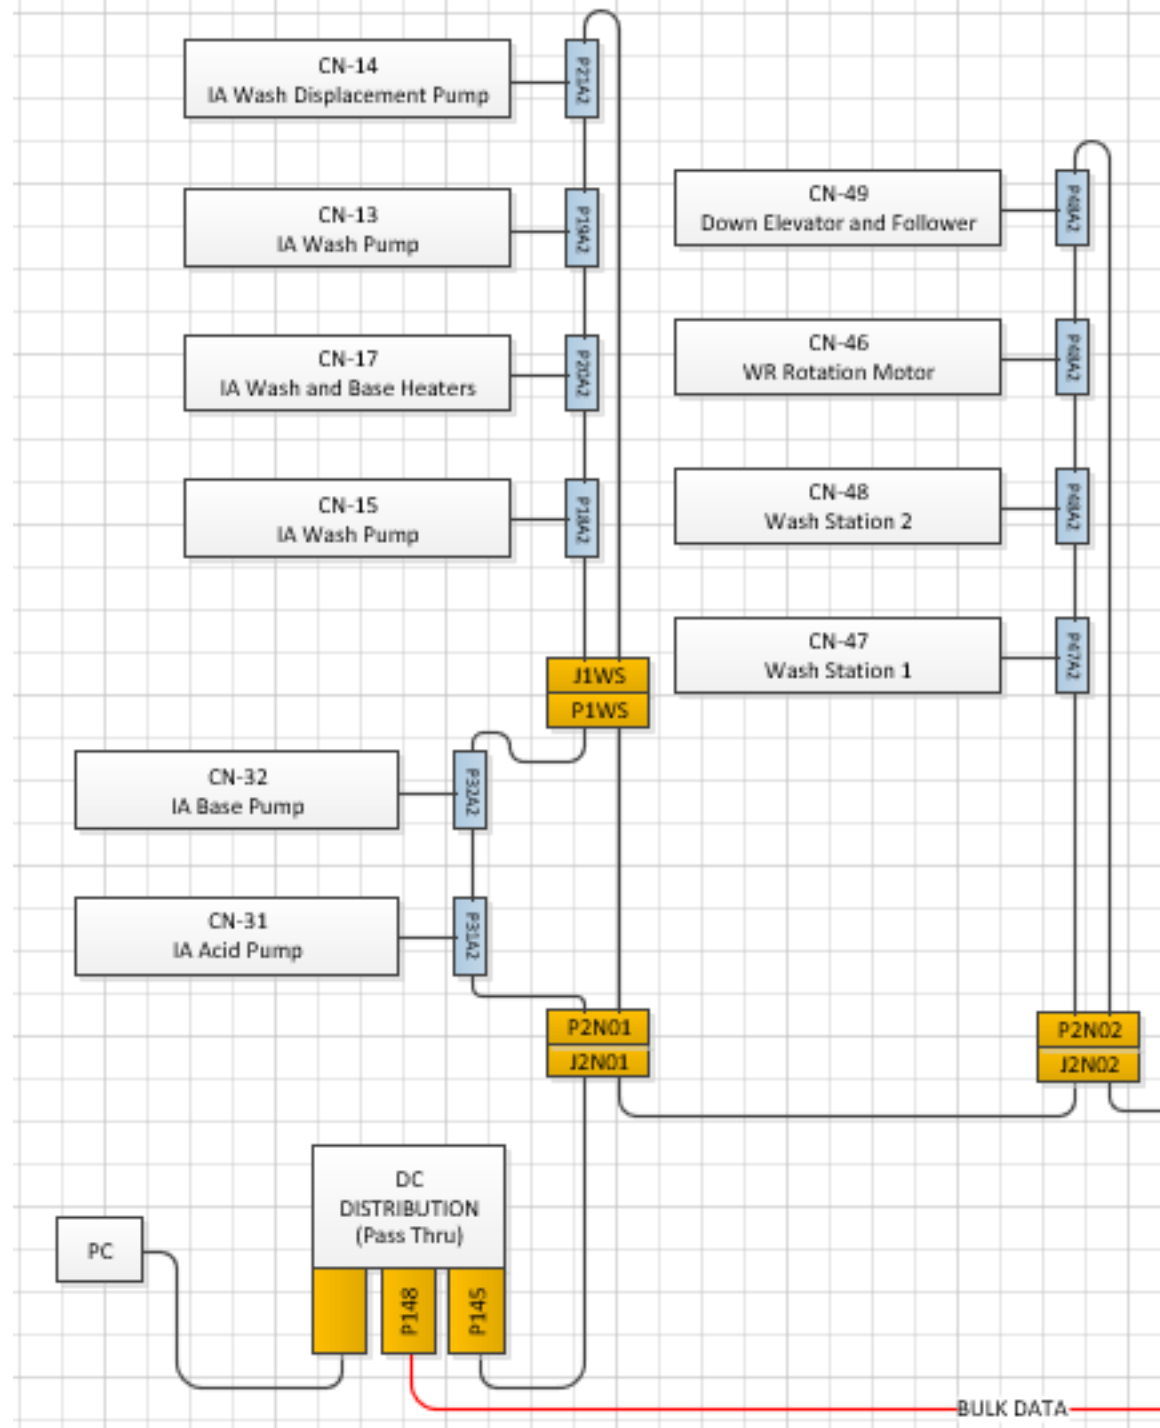 CN-14
IA Wash Displacement Pump
P21A2
CN-13
IA Wash Pump
P19A2
CN-17
IA Wash and Base Heaters
P20A2
CN-15
IA Wash Pump
P18A2
J1WS
P1WS
CN-32
IA Base Pump
P32A2
CN-31
IA Acid Pump
P31A2
P2N01
J2N01
CN-49
Down Elevator and Follower
CN-46
WR Rotation Motor
CN-48
Wash Station 2
P48A2
CN-47
Wash Station 1
P47A2
P2N02
J2N02
DC
DISTRIBUTION
(Pass Thru)
PC
P148
P145
BULK DATA